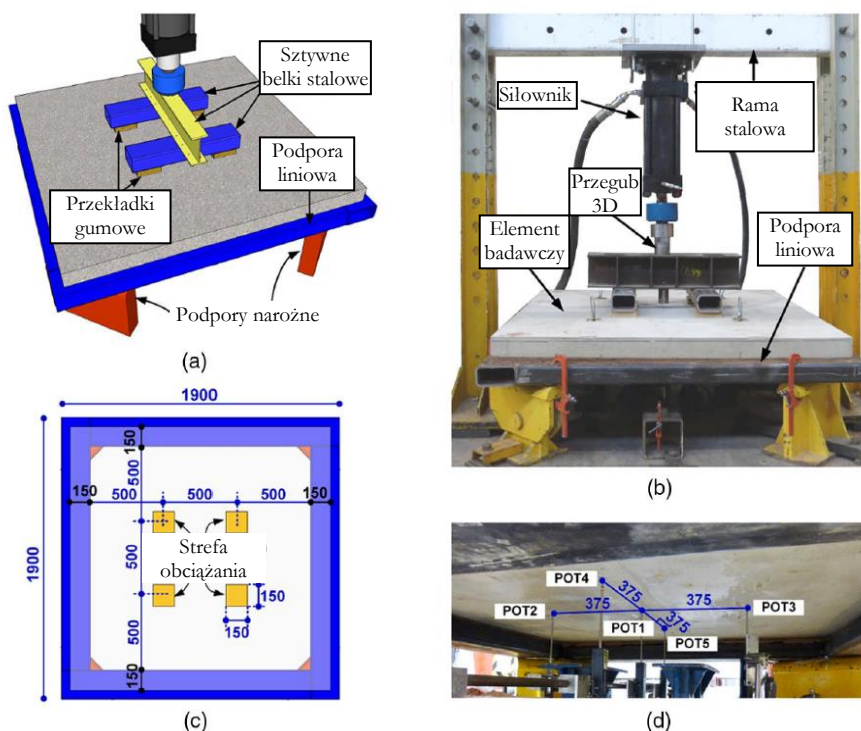 Sztywne
belki stalowe
Podpora
liniowa
Przekładki
gumowe
Podpory narożne
(a)
Siłownik
Rama
stalowa
Przegub
3D
Element
badawczy
Podpora
liniowa
(b)
1900
1900
150
500
150
500
500
500
150
500
Strefa
obciążania
150
150
500
150
(c)
POT4
375
POT2
375
375
POT3
POT1
375
POT5
(d)